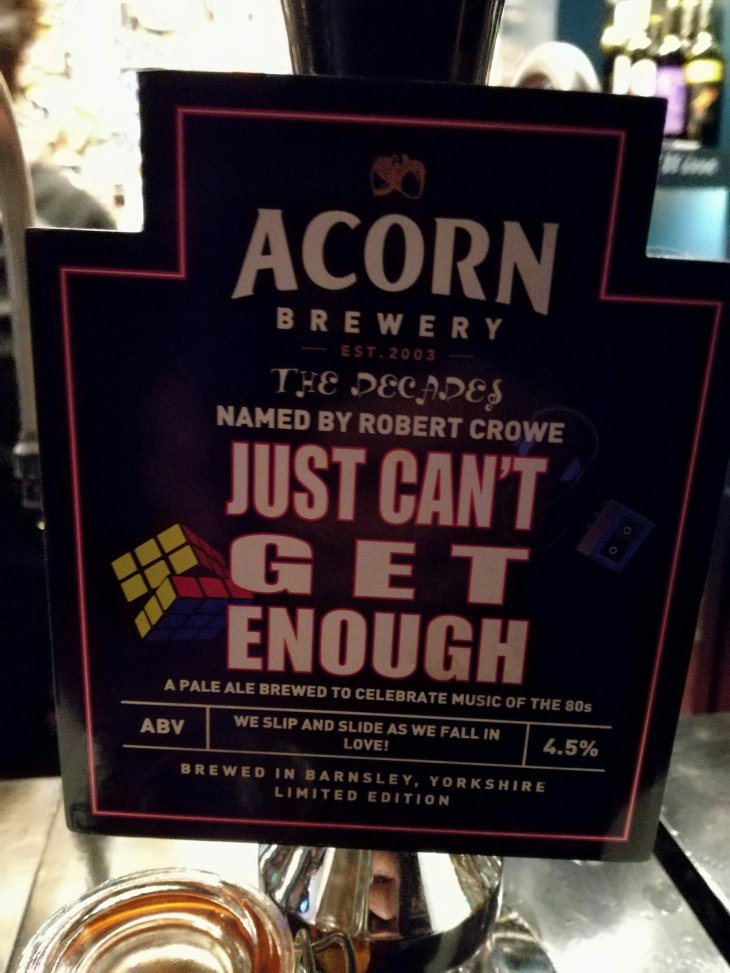 ACORN
BREWERY
EST. 2003
THE DECADES
NAMED BY ROBERT CROWE
JUST CAN'T
GET
ENOUGH
A PALE ALE BREWED TO CELEBRATE MUSIC OF THE 80s
ABV
WE SLIP AND SLIDE AS WE FALL IN
LOVE!
4.5%
BREWED IN BARNSLEY, YORKSHIRE
LIMITED EDITION